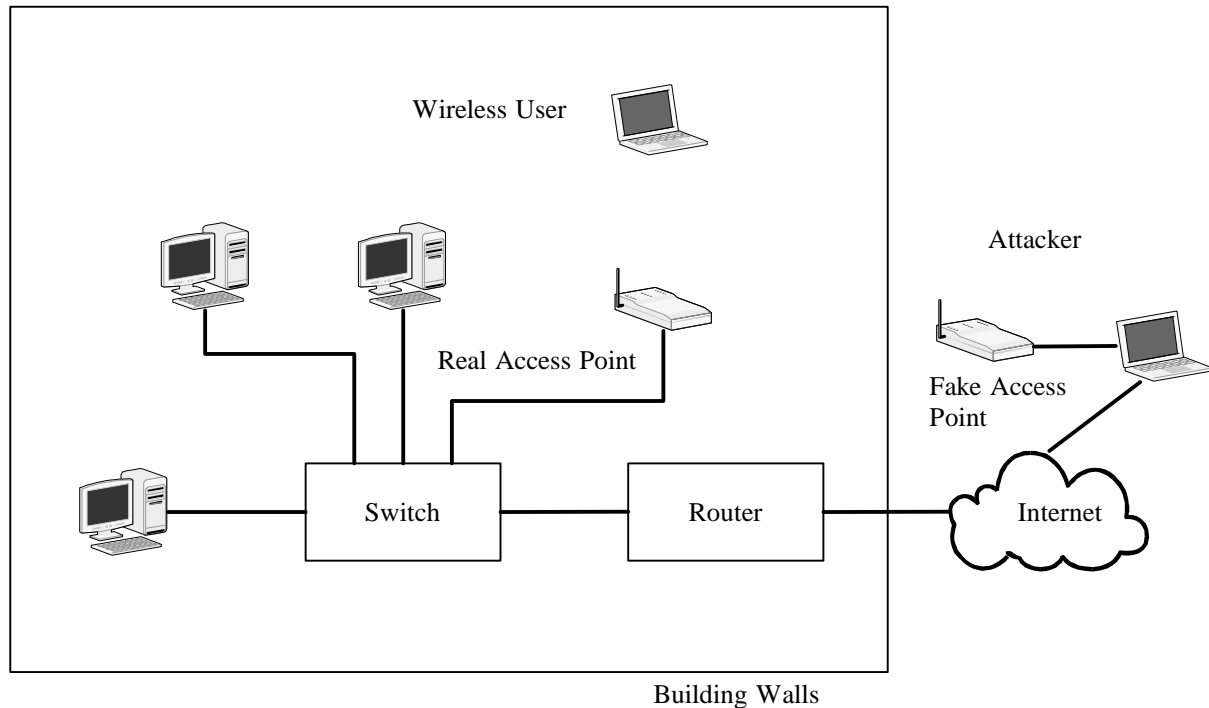 Wireless User
Attacker
Real Access Point
Fake Access
Point
Switch
Router
Internet
Building Walls